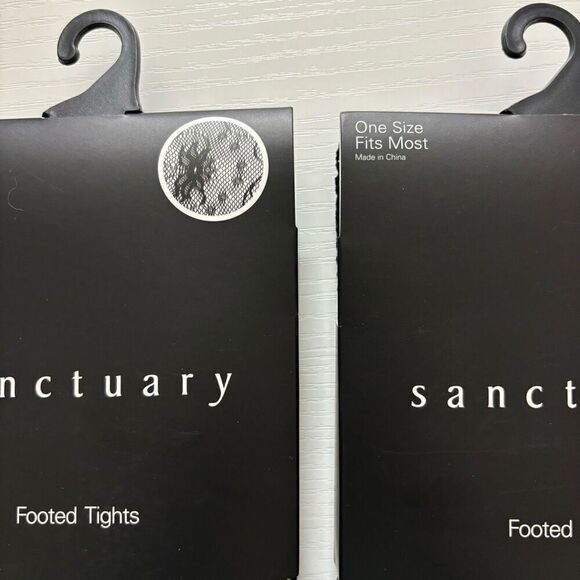 nctuary
Footed Tights
One Size
Fits Most
Made in China
sanct
Footed